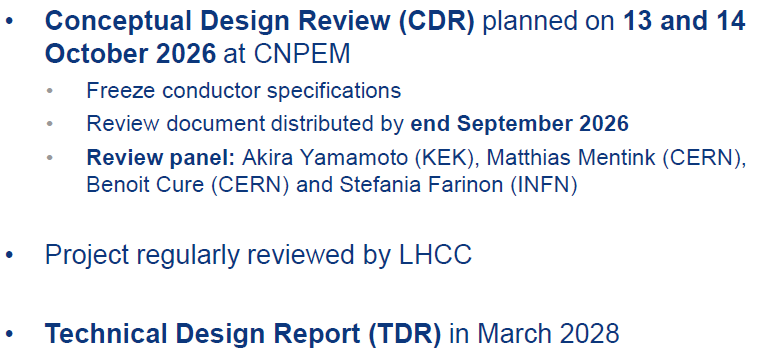 • Conceptual Design Review (CDR) planned on 13 and 14
October 2026 at CNPEM
• Freeze conductor specifications
• Review document distributed by end September 2026
• Review panel: Akira Yamamoto (KEK), Matthias Mentink (CERN),
Benoit Cure (CERN) and Stefania Farinon (INFN)
• Project regularly reviewed by LHCC
• Technical Design Report (TDR) in March 2028